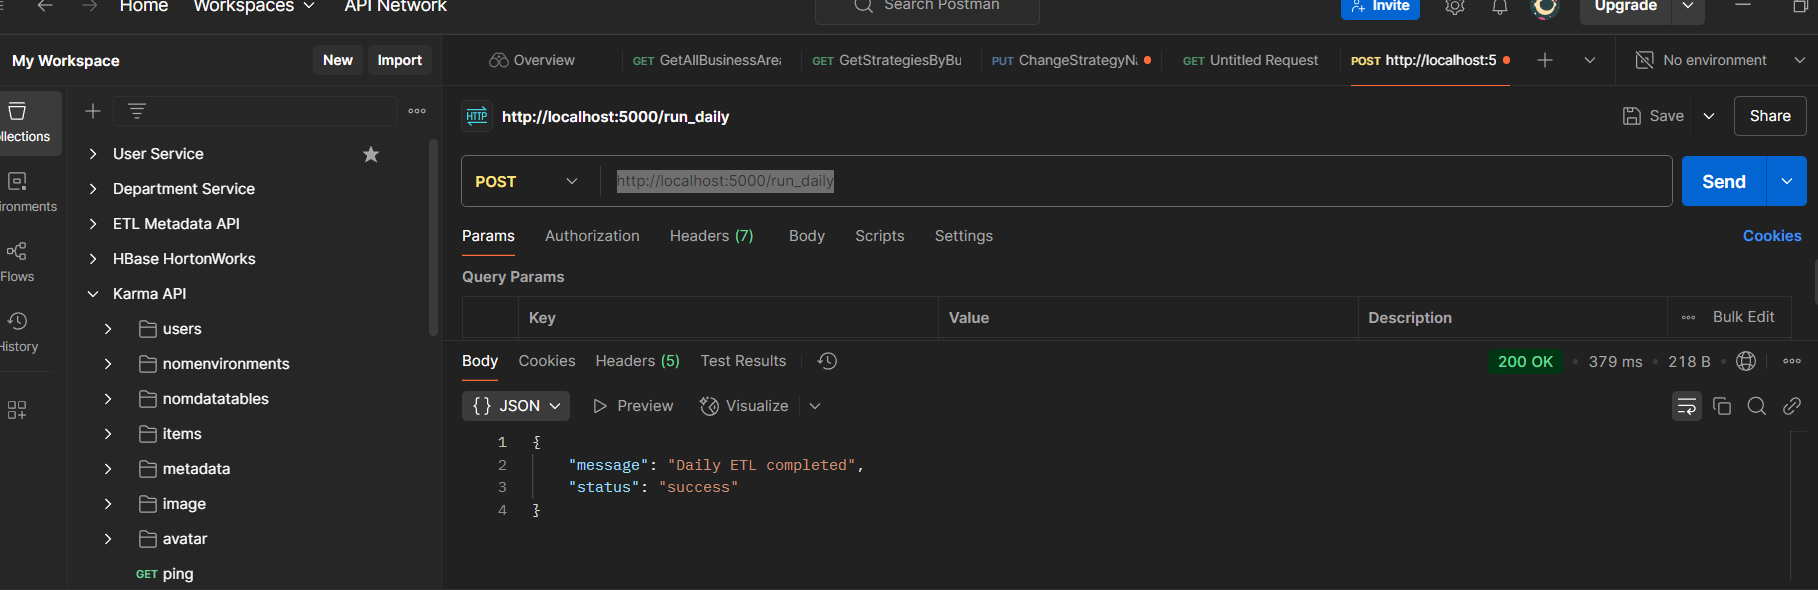 Home Workspaces API Network Search Postman Invite Upgrade
My Workspace New Import Overview GET GetAllBusinessArea GET GetStrategiesByBu PUT ChangeStrategyNa GET Untitled Request POST http://localhost:5 No environment
llections
ironments
Flows
History
User Service
Department Service
ETL Metadata API
HBase HortonWorks
Karma API
users
nomenvironments
nomdatatables
items
metadata
image
avatar
GET ping
HTTP http://localhost:5000/run_daily Save Share
POST http://localhost:5000/run_daily Send
Params Authorization Headers (7) Body Scripts Settings Cookies
Query Params
Key Value Description Bulk Edit
Body Cookies Headers (5) Test Results 200 OK 379 ms 218 B
{} JSON Preview Visualize
1 {
2 "message": "Daily ETL completed",
3 "status": "success"
4 }